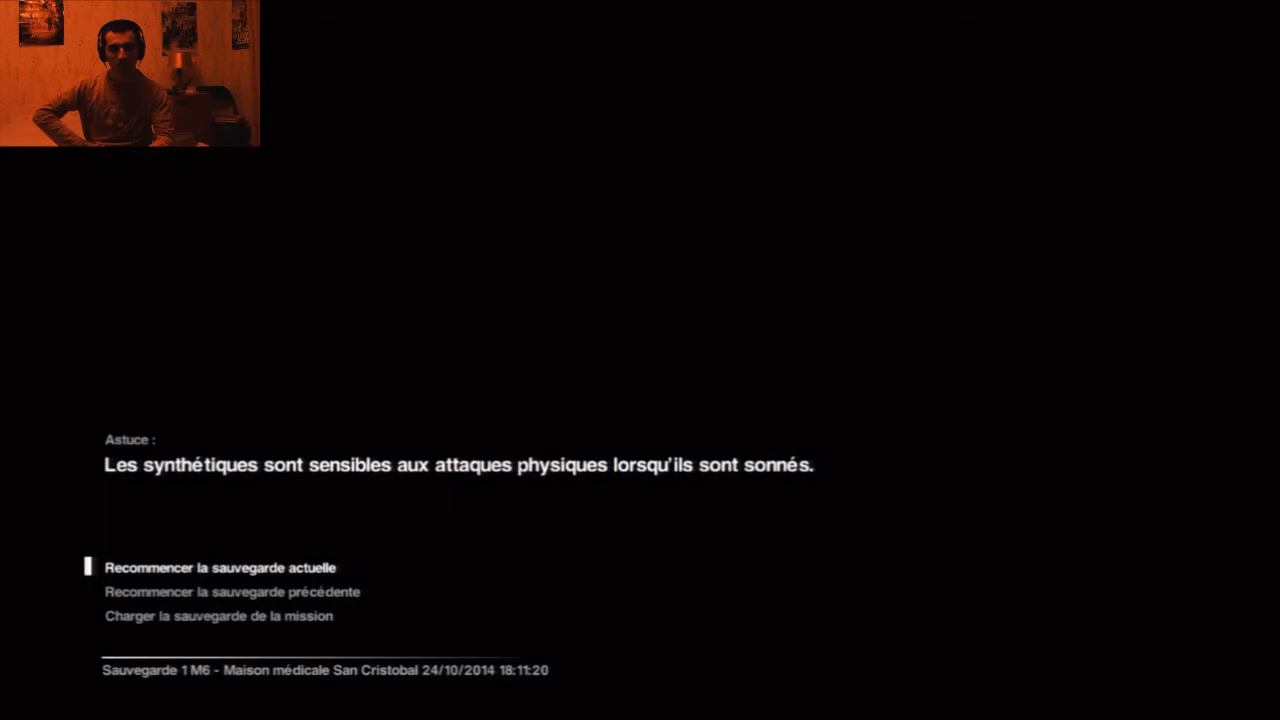 Astuce :
Les synthétiques sont sensibles aux attaques physiques lorsqu'ils sont sonnés.
Recommencer la sauvegarde actuelle
Recommencer la sauvegarde précédente
Charger la sauvegarde de la mission
Sauvegarde 1 M6 - Maison médicale San Cristobal 24/10/2014 18:11:20